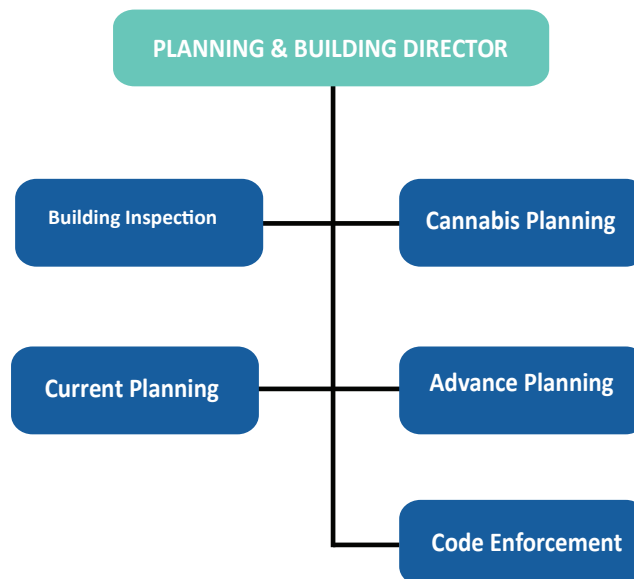 PLANNING & BUILDING DIRECTOR
Building Inspection
Cannabis Planning
Current Planning
Advance Planning
Code Enforcement